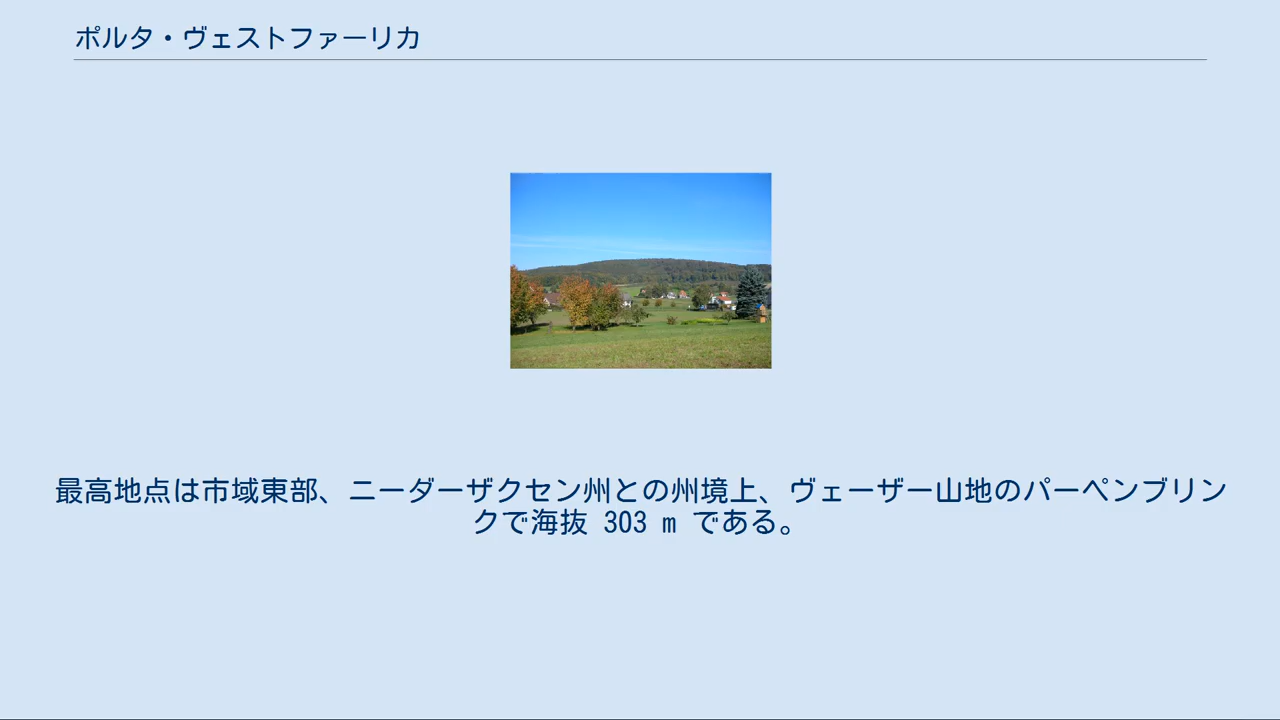 ポルタ・ヴェストファーリカ
最高地点は市域東部、ニーダーザクセン州との州境上、ヴェーザー山地のパーペンブリン
クで海抜 303 m である。